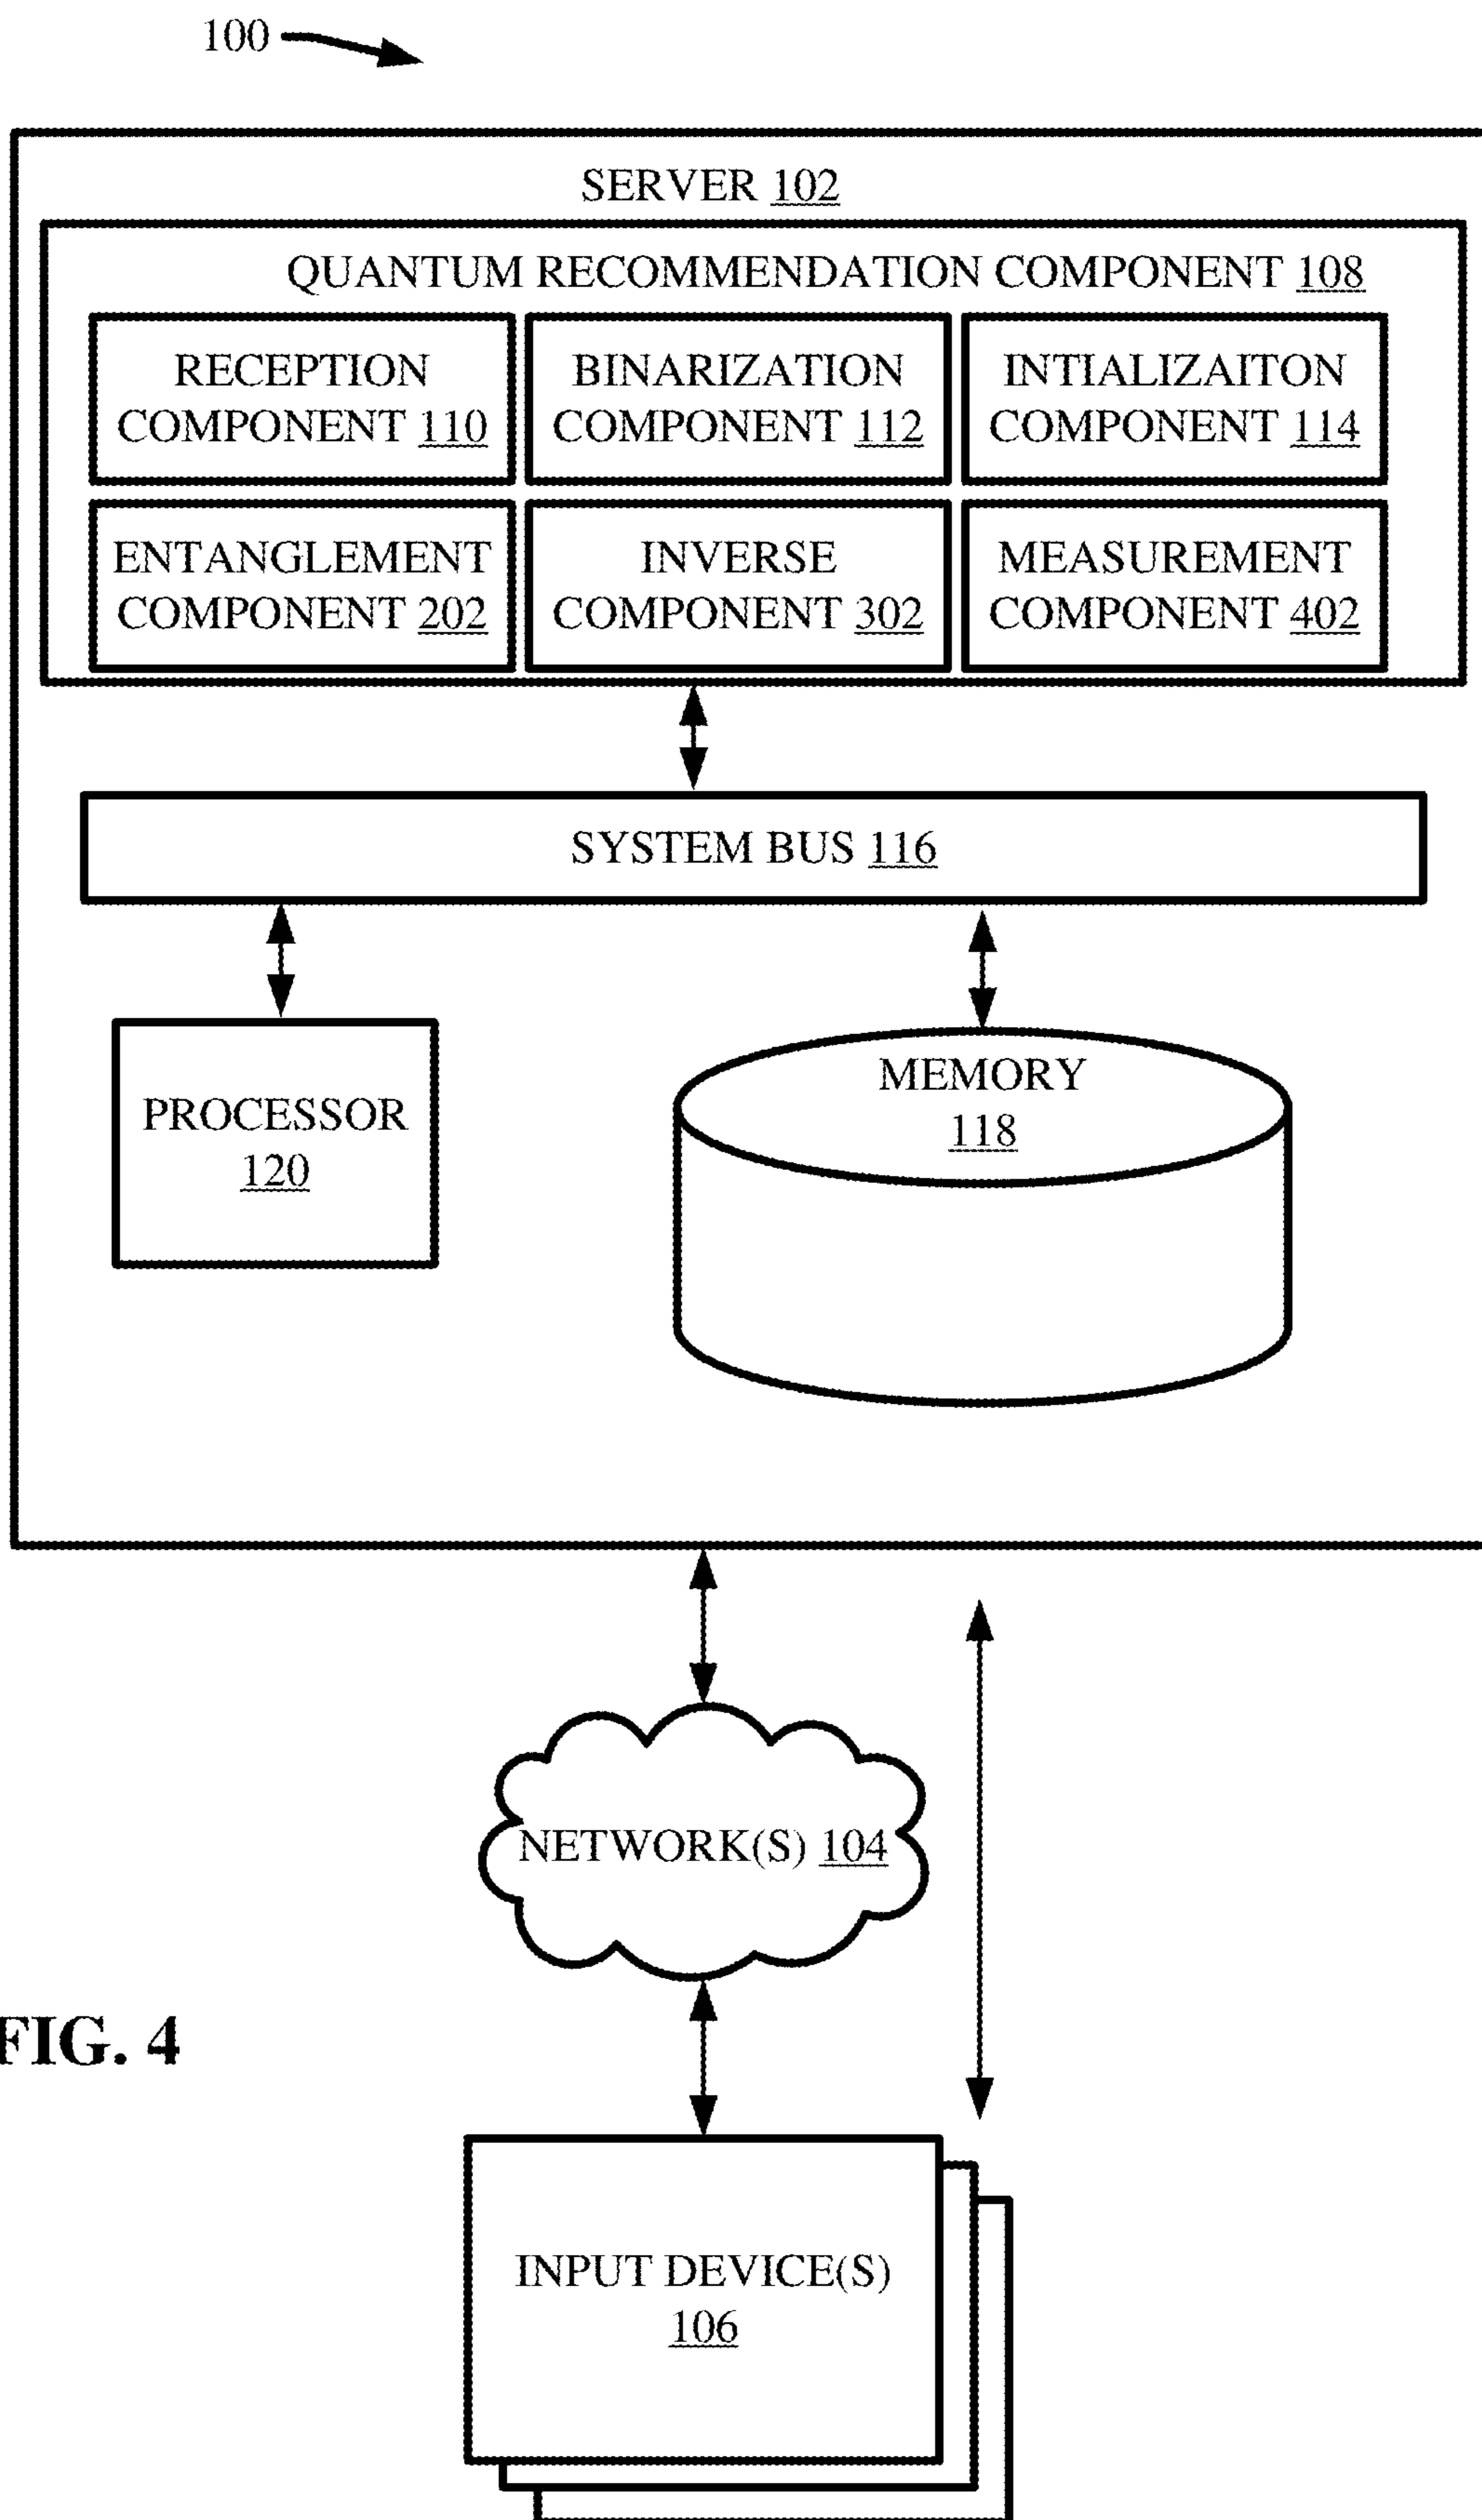 100
SERVER 102
QUANTUM RECOMMENDATION COMPONENT 108
RECEPTION
COMPONENT 110
BINARIZATION
COMPONENT 112
INTIALIZAITON
COMPONENT 114
ENTANGLEMENT
COMPONENT 202
INVERSE
COMPONENT 302
MEASUREMENT
COMPONENT 402
SYSTEM BUS 116
PROCESSOR
120
MEMORY
118
NETWORK(S) 104
FIG. 4
INPUT DEVICE(S)
106